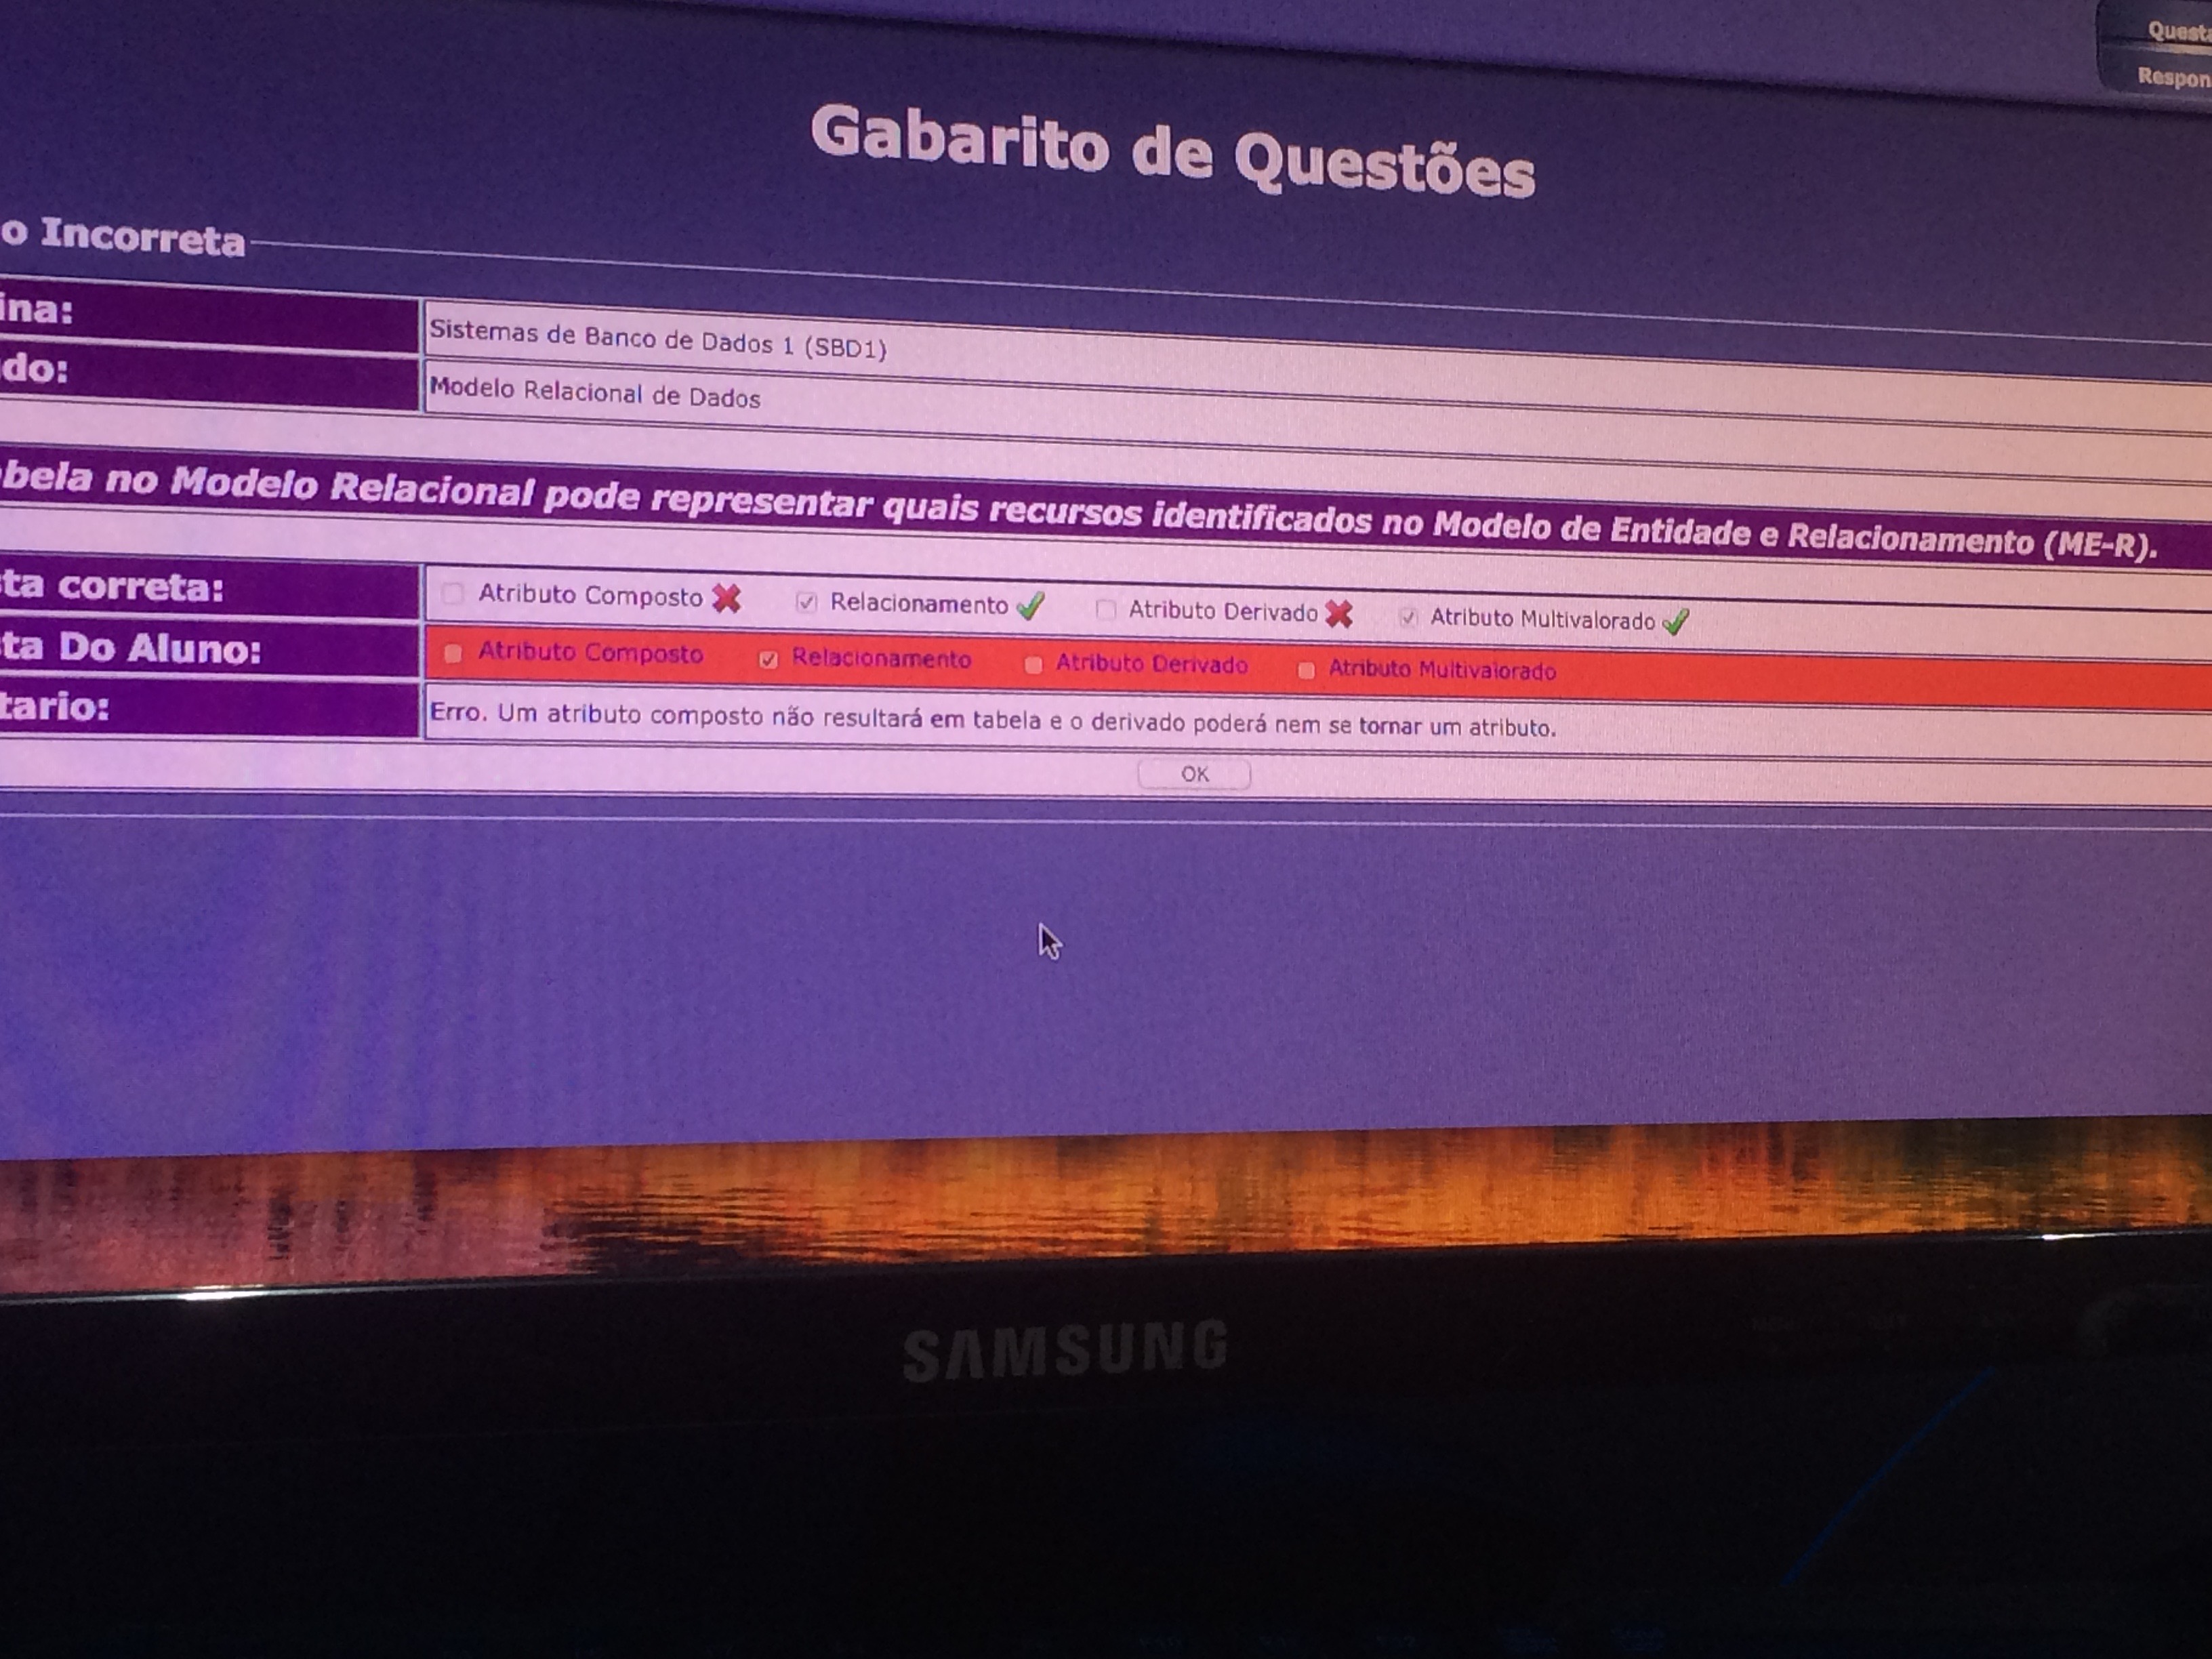 Questa
Respon
Gabarito de Questões
o Incorreta
ina: Sistemas de Banco de Dados 1 (SBD1)
do: Modelo Relacional de Dados
bela no Modelo Relacional pode representar quais recursos identificados no Modelo de Entidade e Relacionamento (ME-R).
ta correta: Atributo Composto Relacionamento Atributo Derivado Atributo Multivalorado
ta Do Aluno: Atributo Composto Relacionamento Atributo Derivado Atributo Multivalorado
tario: Erro. Um atributo composto não resultará em tabela e o derivado poderá nem se tornar um atributo.
OK
SAMSUNG